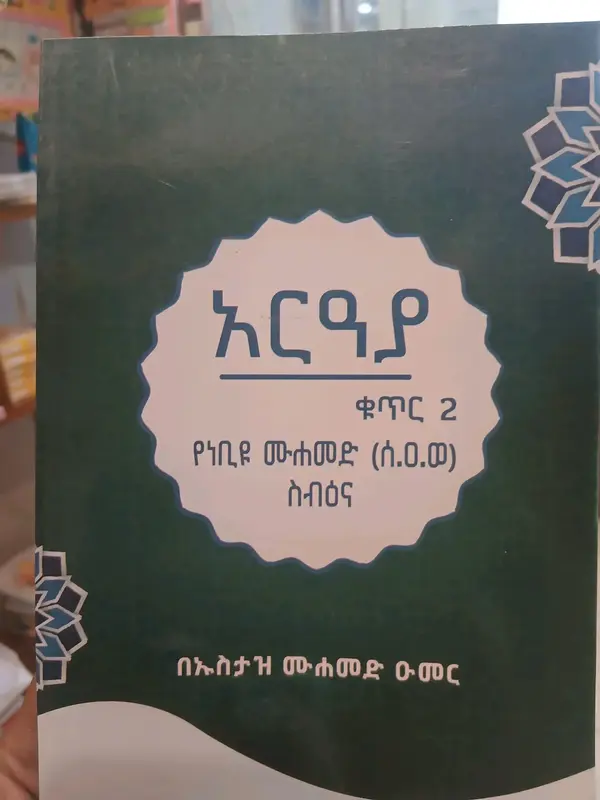 አርዓያ
ቁጥር 2
የነቢዩ ሙሐመድ (ሰ.ዐ.ወ)
ስብዕና
በኡስታዝ ሙሐመድ ዑመር